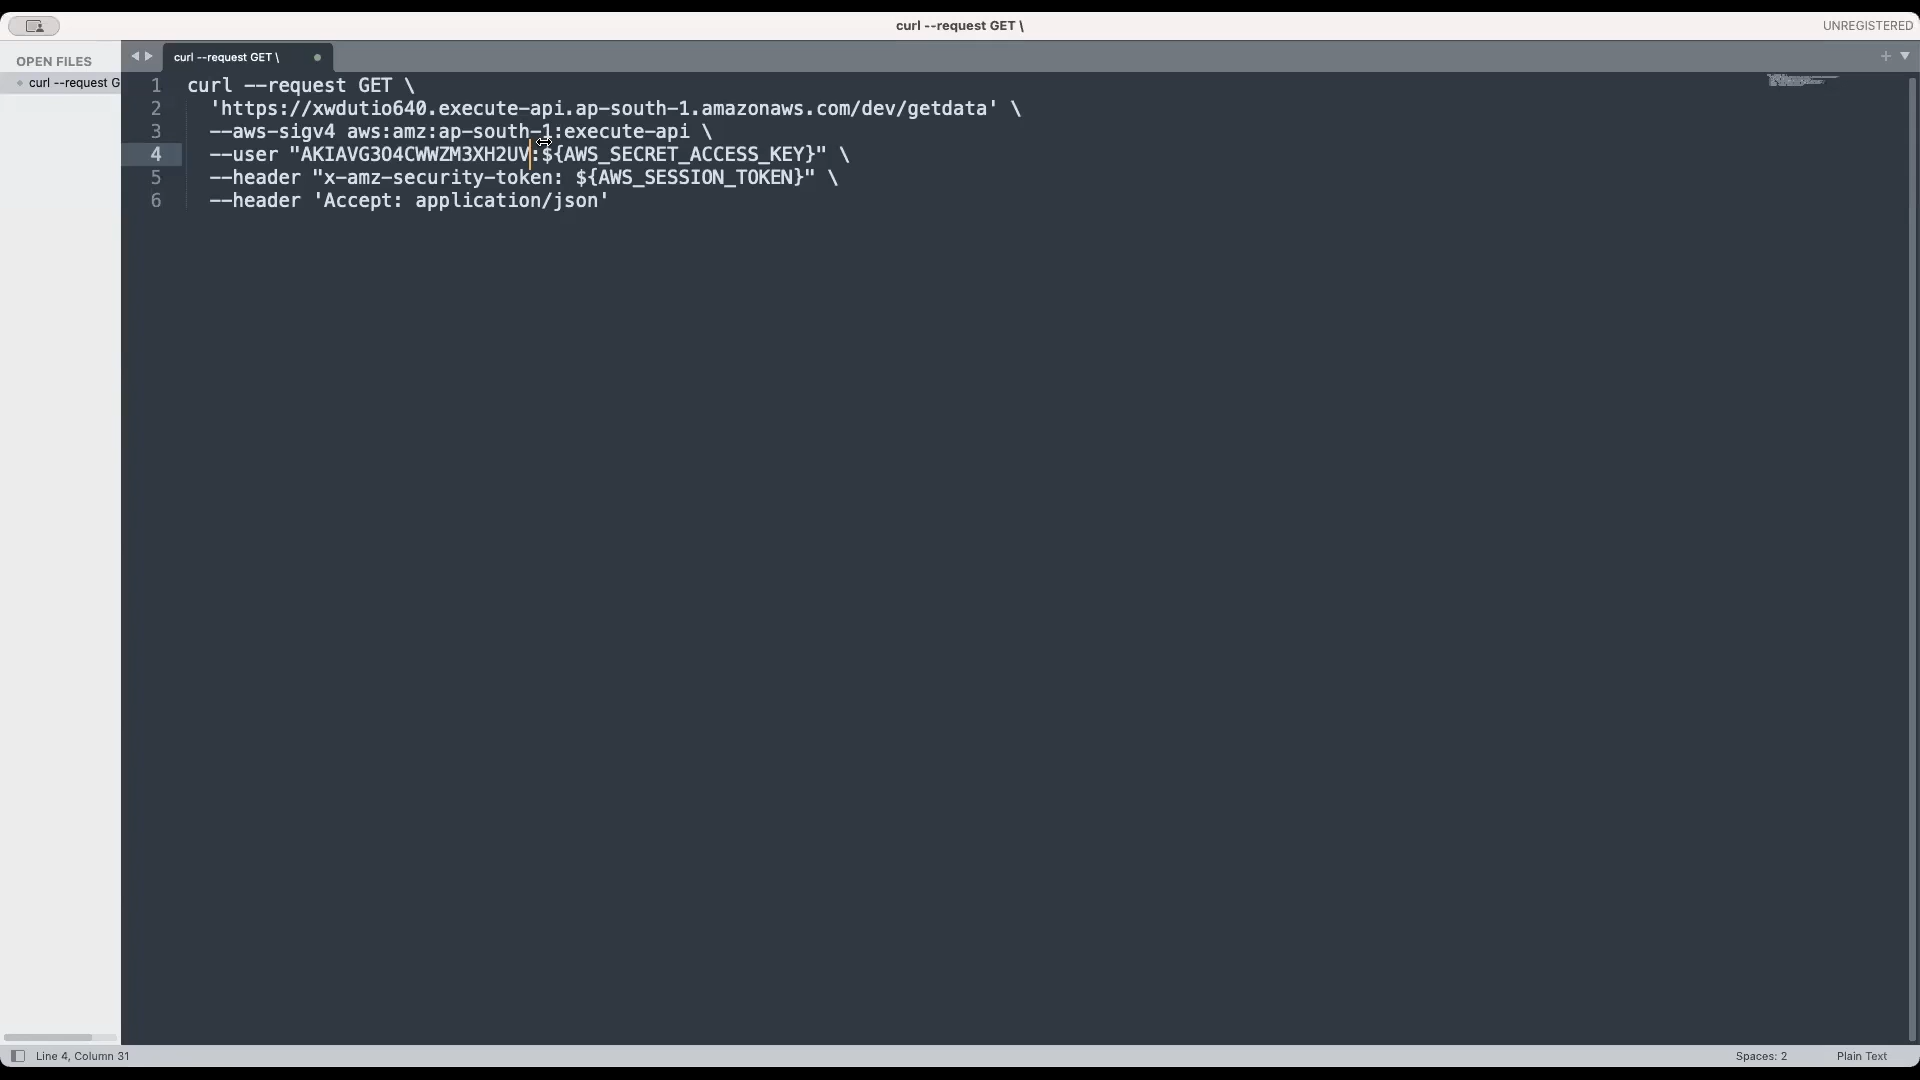 curl --request GET \
UNREGISTERED
OPEN FILES
curl --request G
curl --request GET \
1 curl --request GET \
2 'https://xwdutio640.execute-api.ap-south-1.amazonaws.com/dev/getdata' \
3 --aws-sigv4 aws:amz:ap-south-1:execute-api \
4 --user "AKIAVG3O4CWWZM3XH2UV:${AWS_SECRET_ACCESS_KEY}" \
5 --header "x-amz-security-token: ${AWS_SESSION_TOKEN}" \
6 --header 'Accept: application/json'
Line 4, Column 31
Spaces: 2
Plain Text